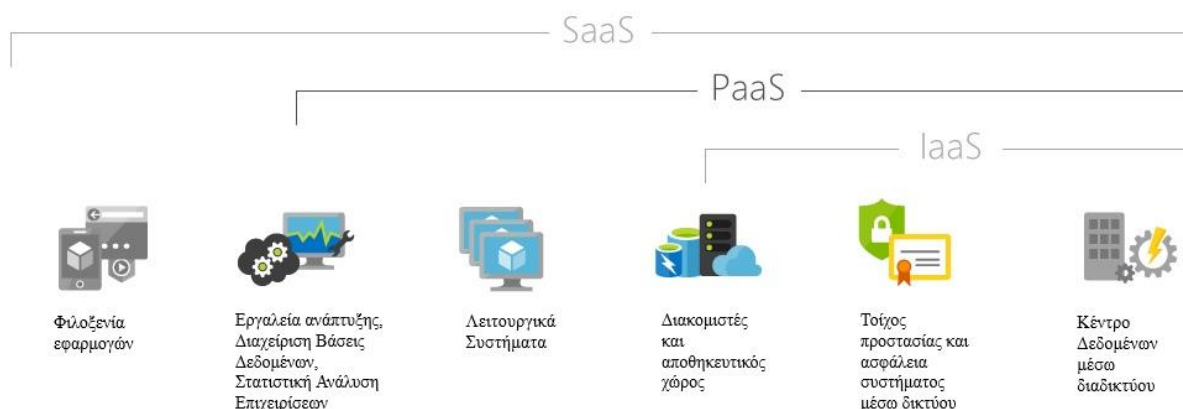 SaaS
PaaS
IaaS
Φιλοξενία
εφαρμογών
Εργαλεία ανάπτυξης,
Διαχείριση Βάσεις
Δεδομένων,
Στατιστική Ανάλυση
Επιχειρίσεων
Λειτουργικά
Συστήματα
Διακομιστές
και
αποθηκευτικός
χώρος
Τοίχος
προστασίας και
ασφάλεια
συστήματος
μέσω δικτύου
Κέντρο
Δεδομένων
μέσω
διαδικτύου